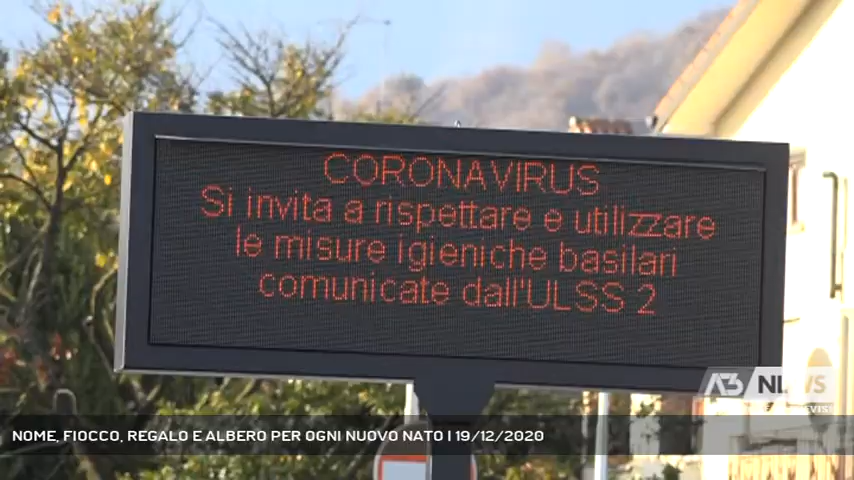 CORONAVIRUS
Si invita a rispettare e utilizzare
le misure igieniche basilari
comunicate dall'ULSS 2
A3 NEWS
NOME, FIOCCO, REGALO E ALBERO PER OGNI NUOVO NATO | 19/12/2020